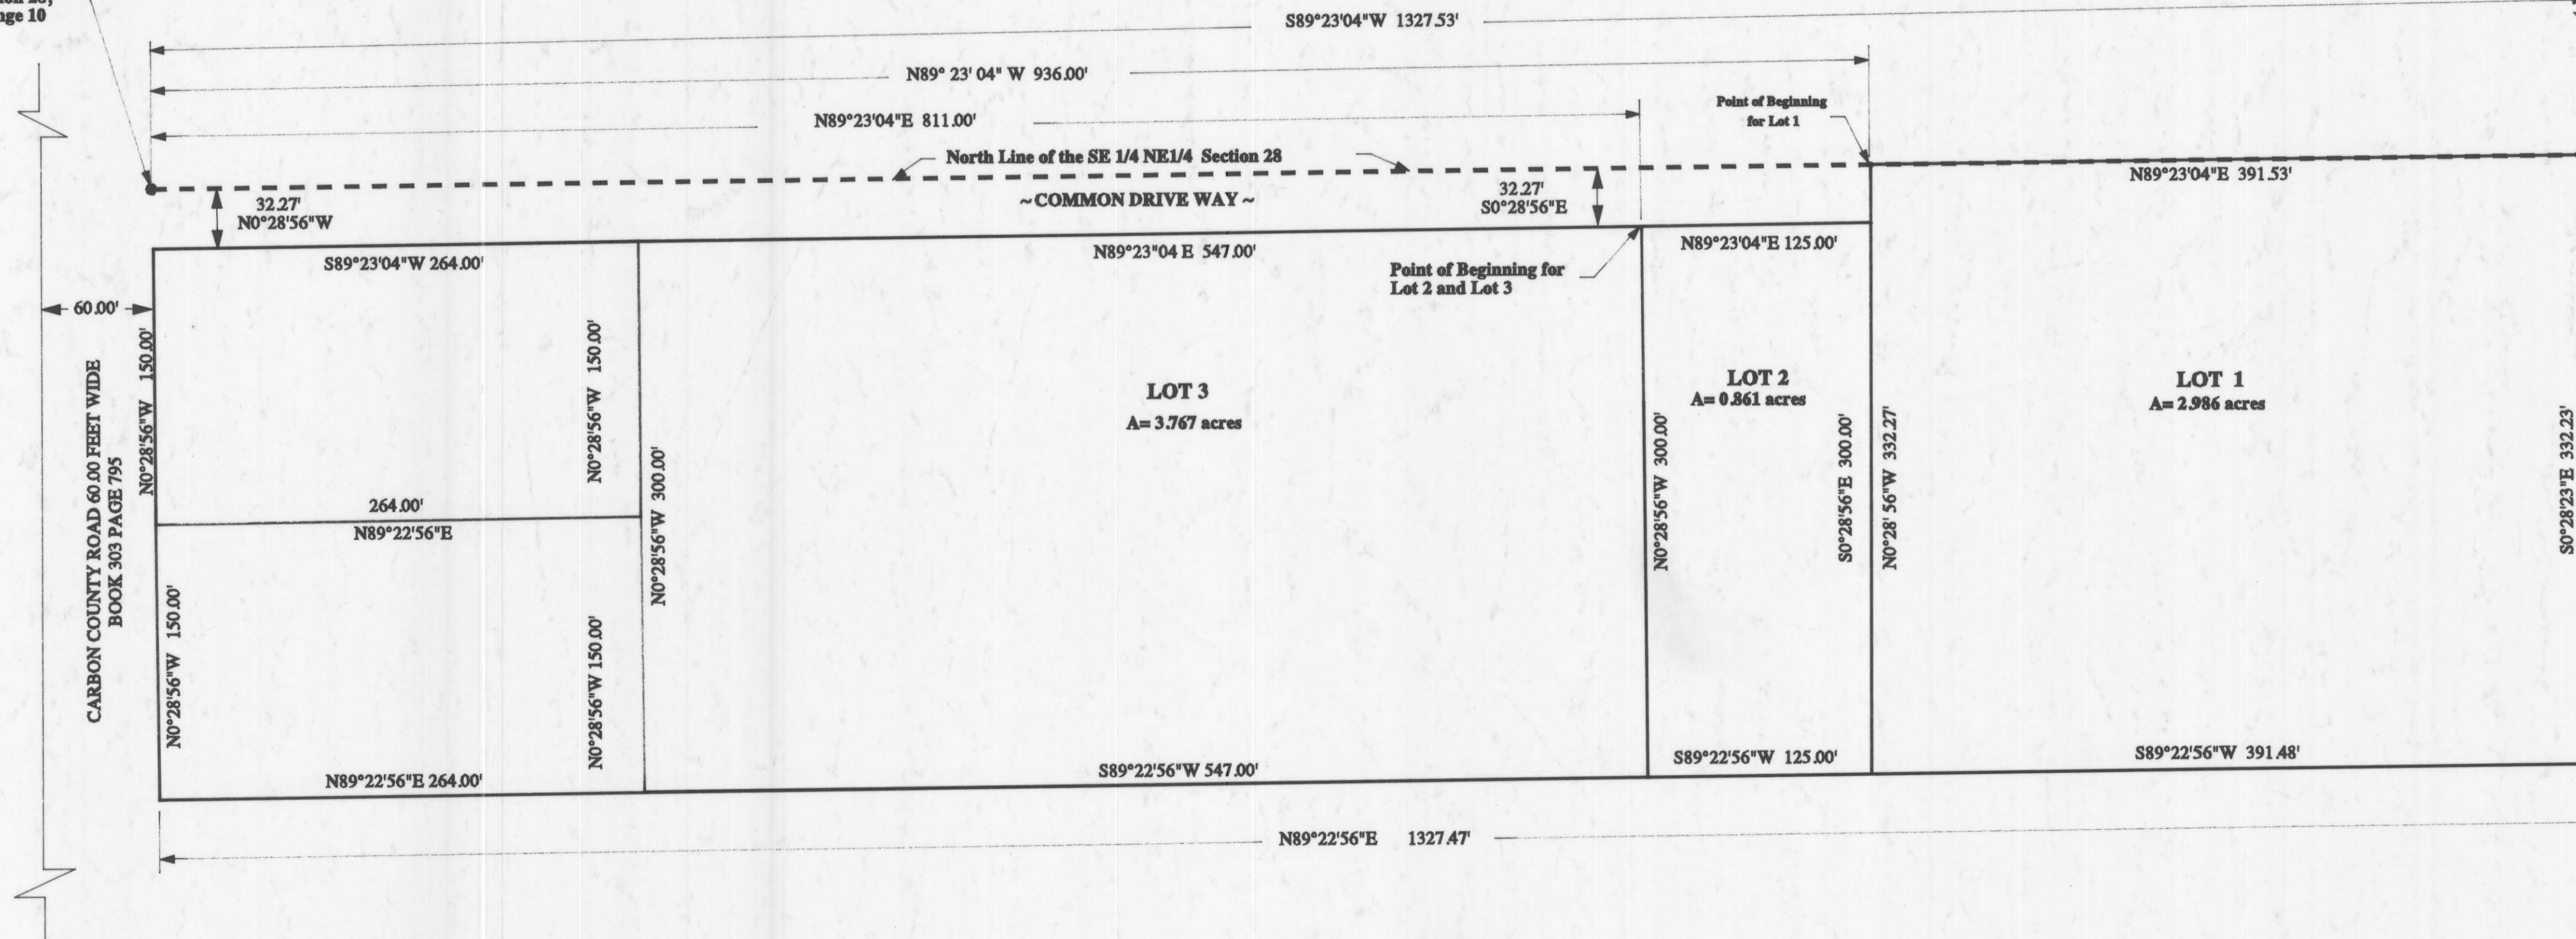 nge 10
S89°23'04"W 1327.53'
N89° 23' 04" W 936.00'
N89°23'04"E 811.00'
Point of Beginning
for Lot 1
North Line of the SE 1/4 NE1/4 Section 28
~COMMON DRIVE WAY~
32.27'
N0°28'56"W
32.27'
S0°28'56"E
N89°23'04"E 391.53'
S89°23'04"W 264.00'
N89°23"04 E 547.00'
N89°23'04"E 125.00'
Point of Beginning for
Lot 2 and Lot 3
60.00'
CARBON COUNTY ROAD 60.00 FEET WIDE
BOOK 303 PAGE 795
N0°28'56"W 150.00'
N0°28'56"W 150.00'
264.00'
N89°22'56"E
N0°28'56"W 150.00'
N0°28'56"W 150.00'
N89°22'56"E 264.00'
N0°28'56"W 300.00'
LOT 3
A= 3.767 acres
S89°22'56"W 547.00'
N0°28'56"W 300.00'
LOT 2
A= 0.861 acres
S0°28'56"E 300.00'
S89°22'56"W 125.00'
N0°28' 56"W 332.27'
LOT 1
A= 2.986 acres
S0°28'23"E 332.23'
S89°22'56"W 391.48'
N89°22'56"E 1327.47'